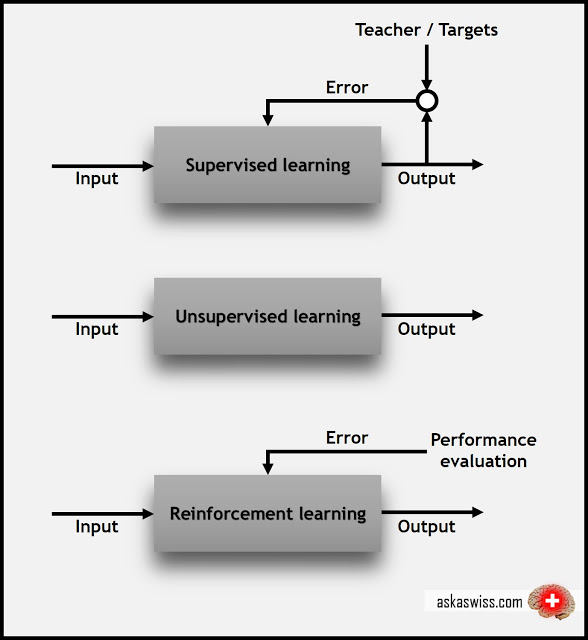 Teacher / Targets
Error
Supervised learning
Input
Output
Unsupervised learning
Input
Output
Error
Performance
evaluation
Reinforcement learning
Input
Output
askaswiss.com